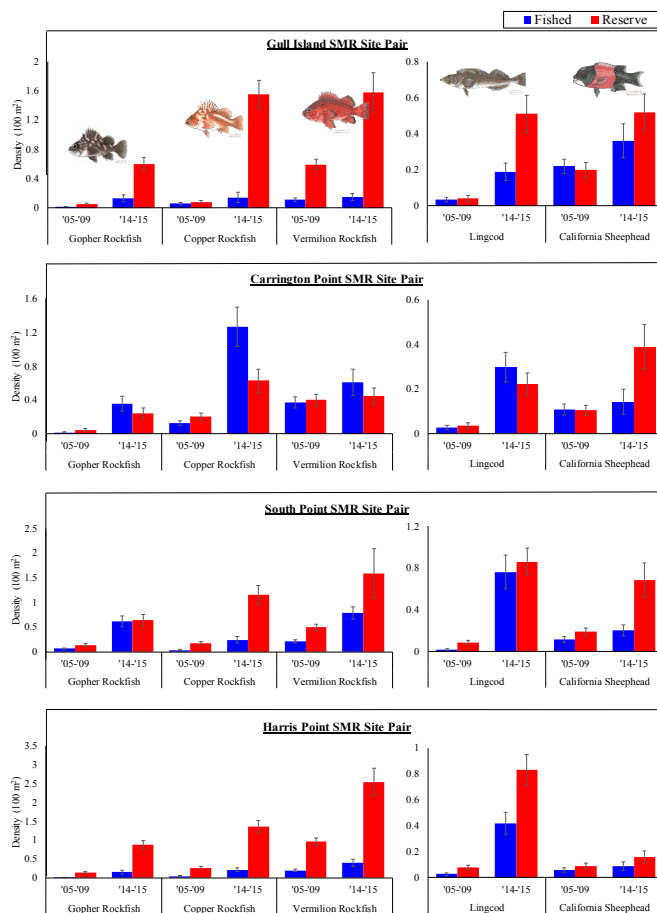 Fished Reserve
Gull Island SMR Site Pair
Density (100 m²)
2
1.6
1.2
0.8
0.4
0
'05-'09 '14-'15 '05-'09 '14-'15 '05-'09 '14-'15
Gopher Rockfish Copper Rockfish Vermilion Rockfish
0.8
0.6
0.4
0.2
0
'05-'09 '14-'15 '05-'09 '14-'15
Lingcod California Sheephead
Carrington Point SMR Site Pair
Density (100 m²)
1.6
1.2
0.8
0.4
0
'05-'09 '14-'15 '05-'09 '14-'15 '05-'09 '14-'15
Gopher Rockfish Copper Rockfish Vermilion Rockfish
0.6
0.4
0.2
0
'05-'09 '14-'15 '05-'09 '14-'15
Lingcod California Sheephead
South Point SMR Site Pair
Density (100 m²)
2.5
2
1.5
1
0.5
0
'05-'09 '14-'15 '05-'09 '14-'15 '05-'09 '14-'15
Gopher Rockfish Copper Rockfish Vermilion Rockfish
1.2
0.8
0.4
0
'05-'09 '14-'15 '05-'09 '14-'15
Lingcod California Sheephead
Harris Point SMR Site Pair
Density (100 m²)
3.5
3
2.5
2
1.5
1
0.5
0
'05-'09 '14-'15 '05-'09 '14-'15 '05-'09 '14-'15
Gopher Rockfish Copper Rockfish Vermilion Rockfish
1
0.8
0.6
0.4
0.2
0
'05-'09 '14-'15 '05-'09 '14-'15
Lingcod California Sheephead